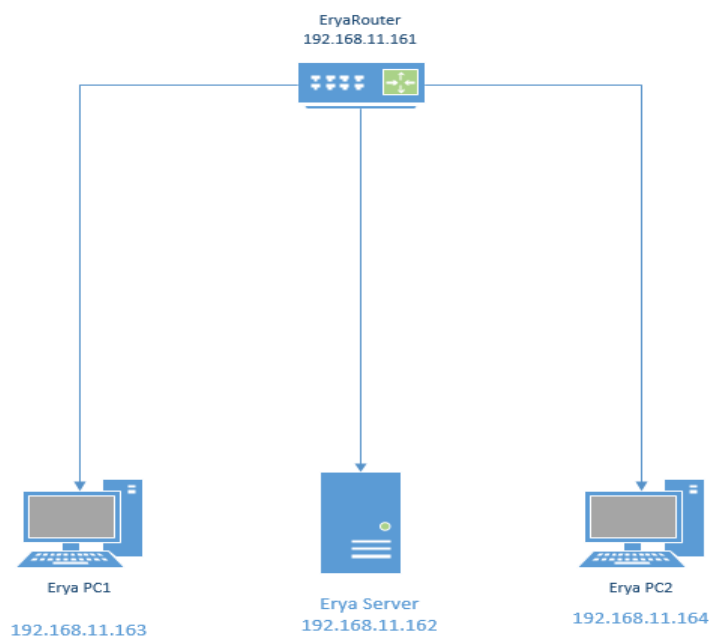 EryaRouter
192.168.11.161
Erya PC1
192.168.11.163
Erya Server
192.168.11.162
Erya PC2
192.168.11.164